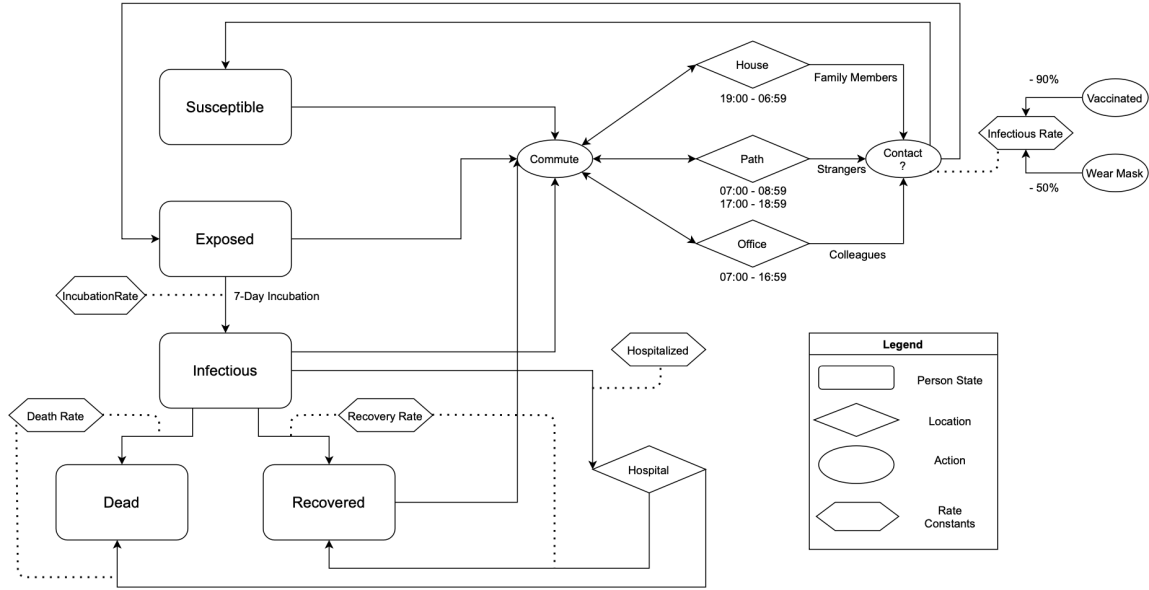 House
Family Members
- 90%
Vaccinated
Susceptible
19:00 - 06:59
Infectious Rate
Commute
Path
Contact
?
Strangers
Wear Mask
- 50%
07:00 - 08:59
17:00 - 18:59
Exposed
Office
Colleagues
07:00 - 16:59
IncubationRate
7-Day Incubation
Infectious
Hospitalized
Legend
Person State
Death Rate
Recovery Rate
Location
Action
Hospital
Dead
Recovered
Rate
Constants